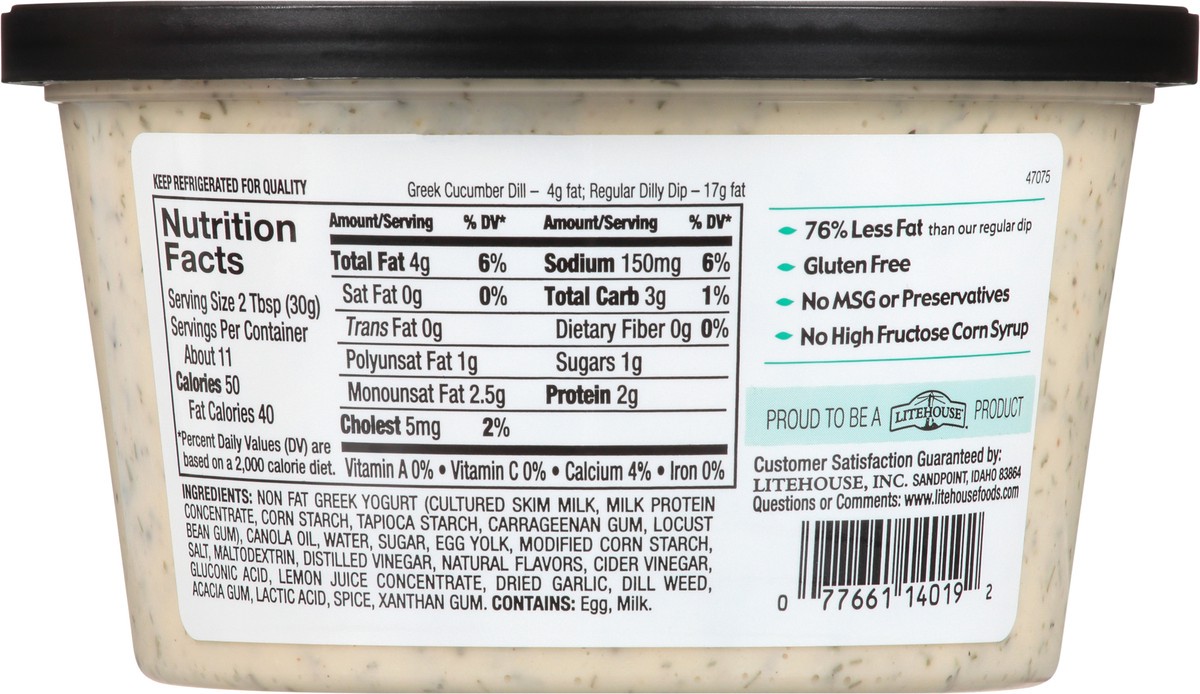 KEEP REFRIGERATED FOR QUALITY
Greek Cucumber Dill – 4g fat; Regular Dilly Dip – 17g fat
47075
Nutrition
Facts
Serving Size 2 Tbsp (30g)
Servings Per Container
About 11
Calories 50
Fat Calories 40
*Percent Daily Values (DV) are
based on a 2,000 calorie diet.
Amount/Serving % DV* Amount/Serving % DV*
Total Fat 4g 6% Sodium 150mg 6%
Sat Fat 0g 0% Total Carb 3g 1%
Trans Fat 0g Dietary Fiber 0g 0%
Polyunsat Fat 1g Sugars 1g
Monounsat Fat 2.5g Protein 2g
Cholest 5mg 2%
Vitamin A 0% • Vitamin C 0% • Calcium 4% • Iron 0%
INGREDIENTS: NON FAT GREEK YOGURT (CULTURED SKIM MILK, MILK PROTEIN
CONCENTRATE, CORN STARCH, TAPIOCA STARCH, CARRAGEENAN GUM, LOCUST
BEAN GUM), CANOLA OIL, WATER, SUGAR, EGG YOLK, MODIFIED CORN STARCH,
SALT, MALTODEXTRIN, DISTILLED VINEGAR, NATURAL FLAVORS, CIDER VINEGAR,
GLUCONIC ACID, LEMON JUICE CONCENTRATE, DRIED GARLIC, DILL WEED,
ACACIA GUM, LACTIC ACID, SPICE, XANTHAN GUM. CONTAINS: Egg, Milk.
76% Less Fat than our regular dip
Gluten Free
No MSG or Preservatives
No High Fructose Corn Syrup
PROUD TO BE A LITEHOUSE PRODUCT
Customer Satisfaction Guaranteed by:
LITEHOUSE, INC. SANDPOINT, IDAHO 83864
Questions or Comments: www.litehousefoods.com
0 77661 14019 2